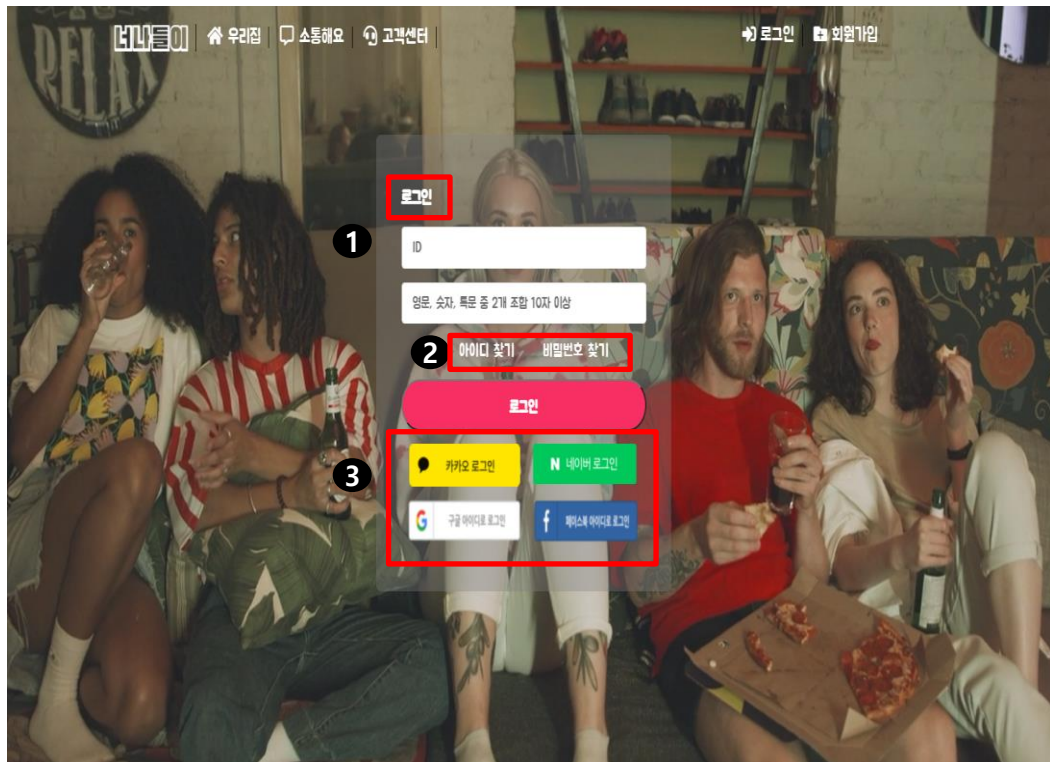 너나들이 우리집 소통해요 고객센터 로그인 회원가입
RELAX
로그인
1
ID
영문, 숫자, 특문 중 2개 조합 10자 이상
2 아이디 찾기 비밀번호 찾기
로그인
3
카카오 로그인 N 네이버 로그인
G 구글 아이디로 로그인 f 페이스북 아이디로 로그인